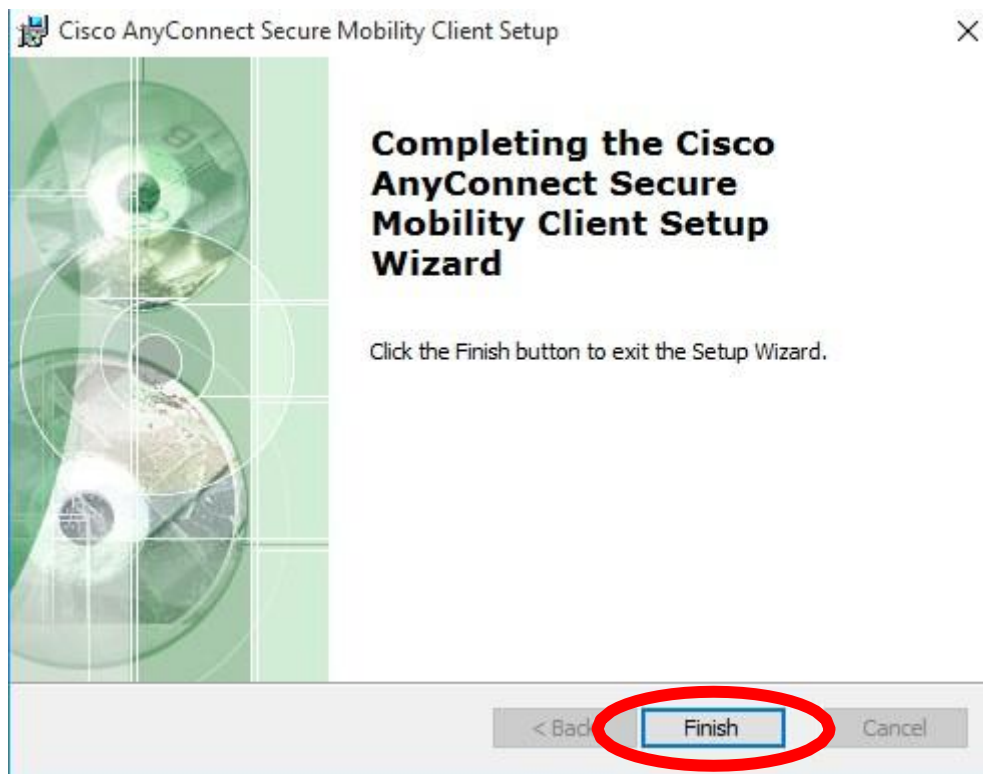 Cisco AnyConnect Secure Mobility Client Setup
Completing the Cisco
AnyConnect Secure
Mobility Client Setup
Wizard
Click the Finish button to exit the Setup Wizard.
< Back Finish Cancel